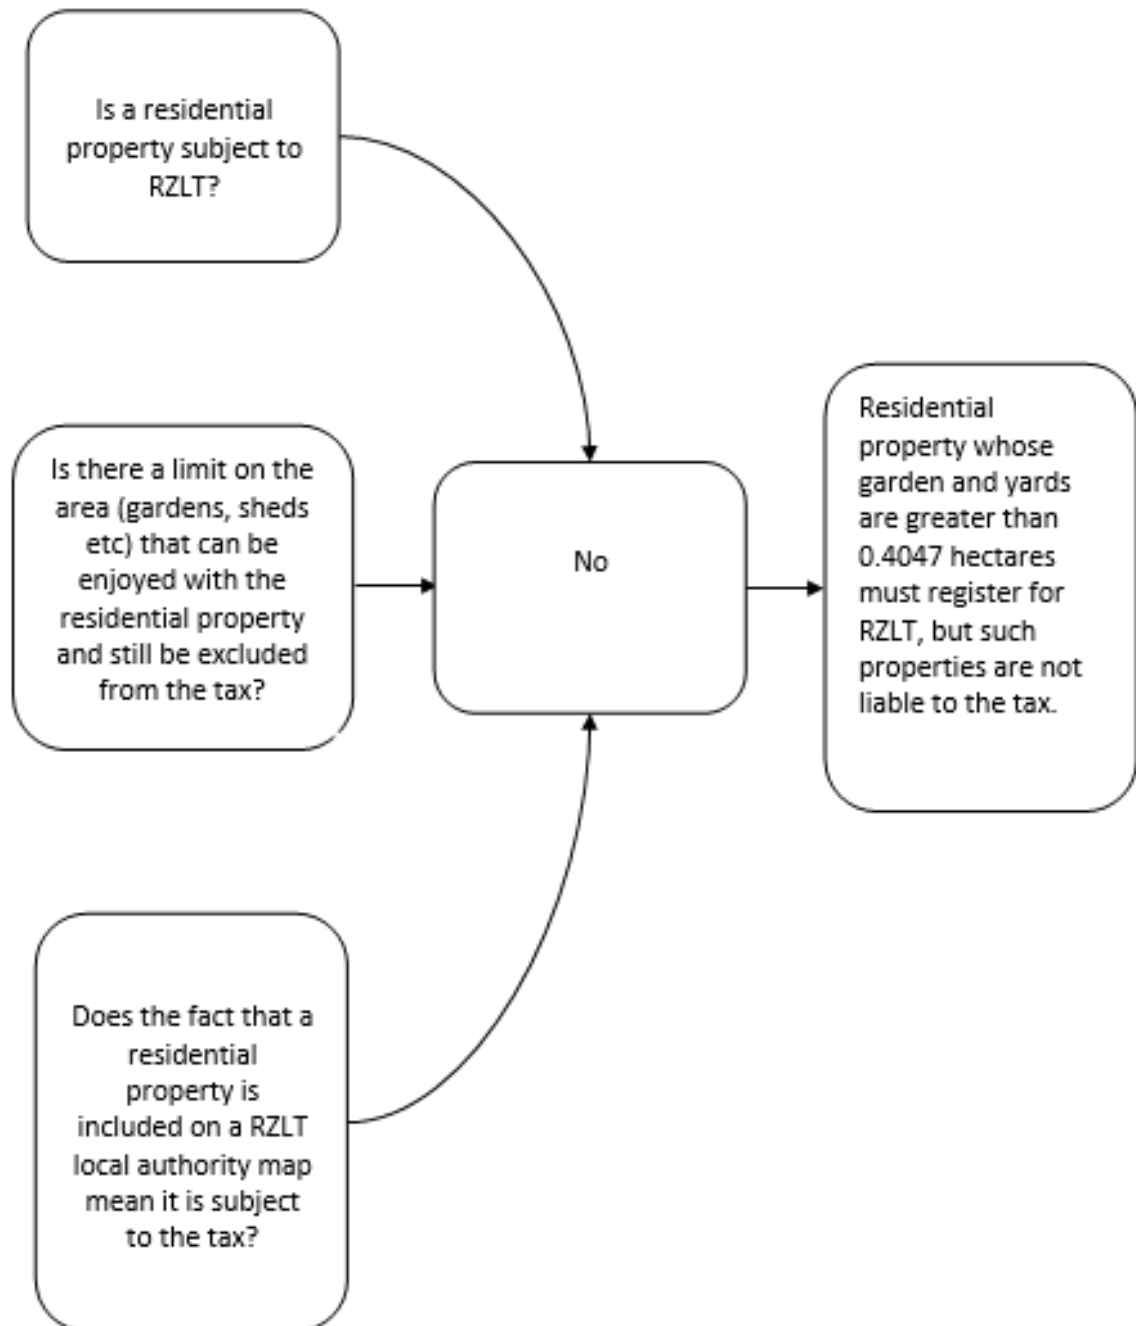 Is a residential
property subject to
RZLT?
Is there a limit on the
area (gardens, sheds
etc) that can be
enjoyed with the
residential property
and still be excluded
from the tax?
No
Residential
property whose
garden and yards
are greater than
0.4047 hectares
must register for
RZLT, but such
properties are not
liable to the tax.
Does the fact that a
residential
property is
included on a RZLT
local authority map
mean it is subject
to the tax?